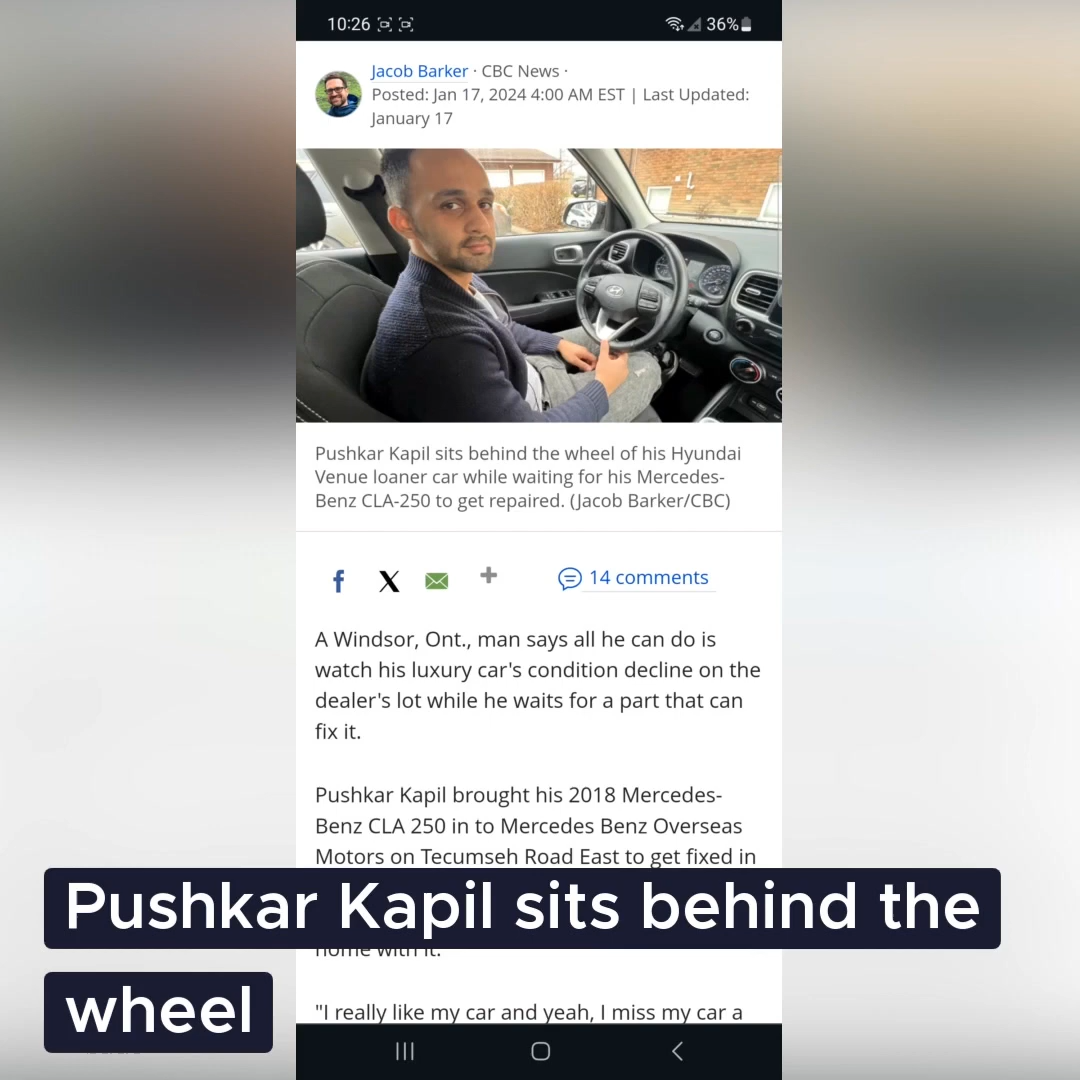 10:26
36%
Jacob Barker · CBC News ·
Posted: Jan 17, 2024 4:00 AM EST | Last Updated:
January 17
Pushkar Kapil sits behind the wheel of his Hyundai
Venue loaner car while waiting for his Mercedes-
Benz CLA-250 to get repaired. (Jacob Barker/CBC)
14 comments
A Windsor, Ont., man says all he can do is
watch his luxury car's condition decline on the
dealer's lot while he waits for a part that can
fix it.
Pushkar Kapil brought his 2018 Mercedes-
Benz CLA 250 in to Mercedes Benz Overseas
Motors on Tecumseh Road East to get fixed in
Pushkar Kapil sits behind the
home with it.
wheel
"I really like my car and yeah, I miss my car a